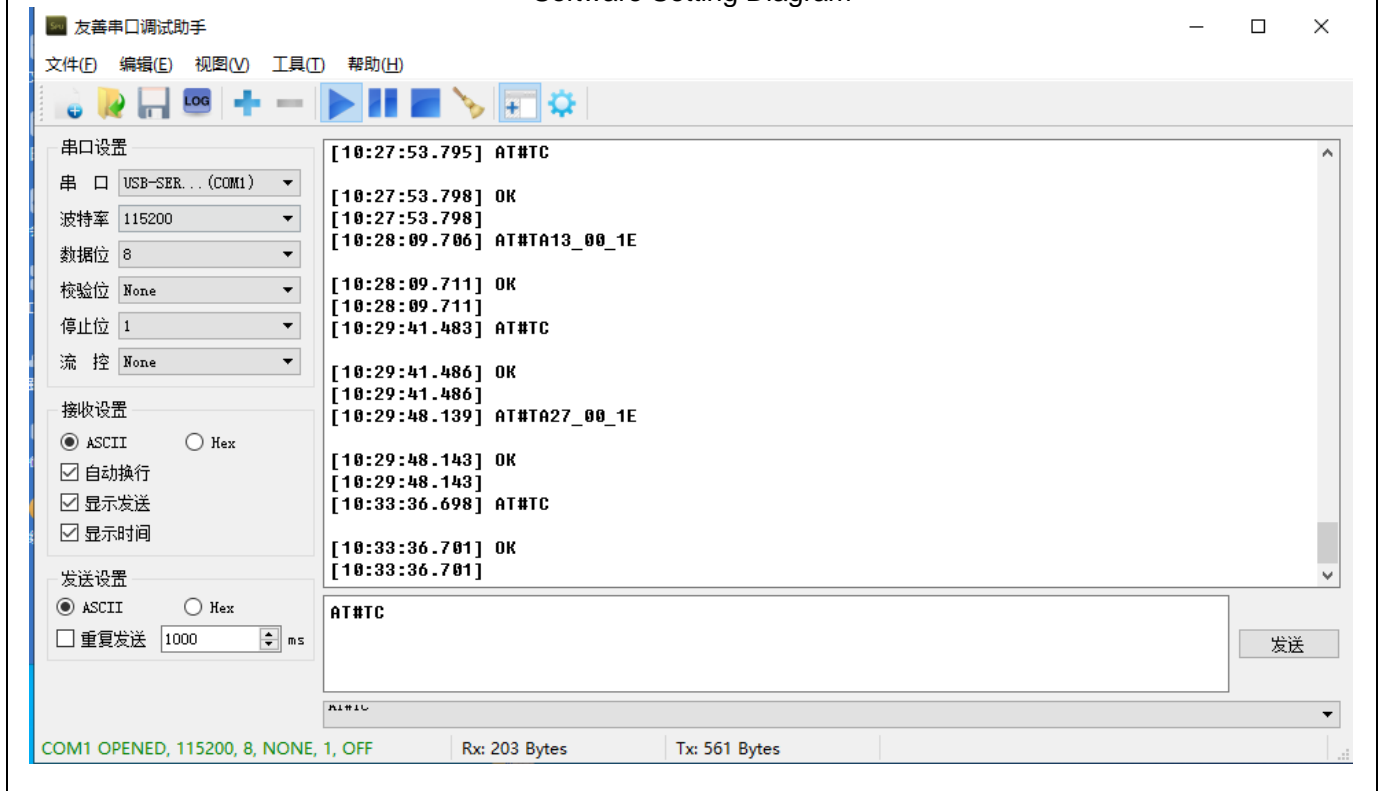 Software Setting Diagram
友善串口调试助手
文件(F) 编辑(E) 视图(V) 工具(T) 帮助(H)
LOG
串口设置
串 口 USB-SER...(COM1)
波特率 115200
数据位 8
校验位 None
停止位 1
流 控 None
接收设置
ASCII Hex
自动换行
显示发送
显示时间
发送设置
ASCII Hex
重复发送 1000 ms
[10:27:53.795] AT#TC
[10:27:53.798] OK
[10:27:53.798]
[10:28:09.706] AT#TA13_00_1E
[10:28:09.711] OK
[10:28:09.711]
[10:29:41.483] AT#TC
[10:29:41.486] OK
[10:29:41.486]
[10:29:48.139] AT#TA27_00_1E
[10:29:48.143] OK
[10:29:48.143]
[10:33:36.698] AT#TC
[10:33:36.701] OK
[10:33:36.701]
AT#TC
发送
AT#TC
COM1 OPENED, 115200, 8, NONE, 1, OFF Rx: 203 Bytes Tx: 561 Bytes